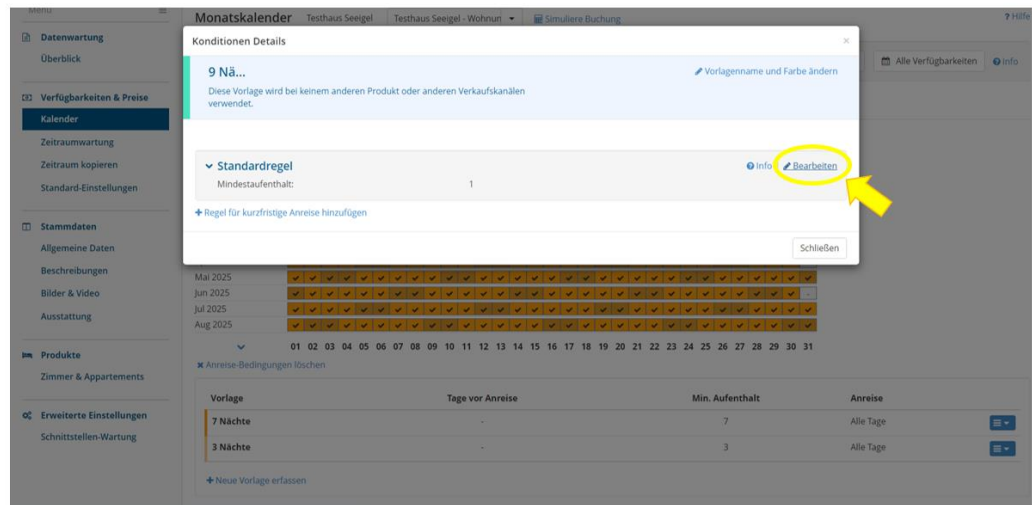 Menü
Monatskalender Testhaus Seeigel Testhaus Seeigel - Wohnun Simuliere Buchung ? Hilfe
Datenwartung
Überblick
Verfügbarkeiten & Preise
Kalender
Zeitraumwartung
Zeitraum kopieren
Standard-Einstellungen
Stammdaten
Allgemeine Daten
Beschreibungen
Bilder & Video
Ausstattung
Produkte
Zimmer & Appartements
Erweiterte Einstellungen
Schnittstellen-Wartung
Konditionen Details ×
9 Nä... Vorlagenname und Farbe ändern
Diese Vorlage wird bei keinem anderen Produkt oder anderen Verkaufskanälen
verwendet.
Alle Verfügbarkeiten Info
Standardregel Info Bearbeiten
Mindestaufenthalt: 1
+ Regel für kurzfristige Anreise hinzufügen
Schließen
Mai 2025
Jun 2025
Jul 2025
Aug 2025
01 02 03 04 05 06 07 08 09 10 11 12 13 14 15 16 17 18 19 20 21 22 23 24 25 26 27 28 29 30 31
Anreise-Bedingungen löschen
Vorlage Tage vor Anreise Min. Aufenthalt Anreise
7 Nächte - 7 Alle Tage
3 Nächte - 3 Alle Tage
+ Neue Vorlage erfassen